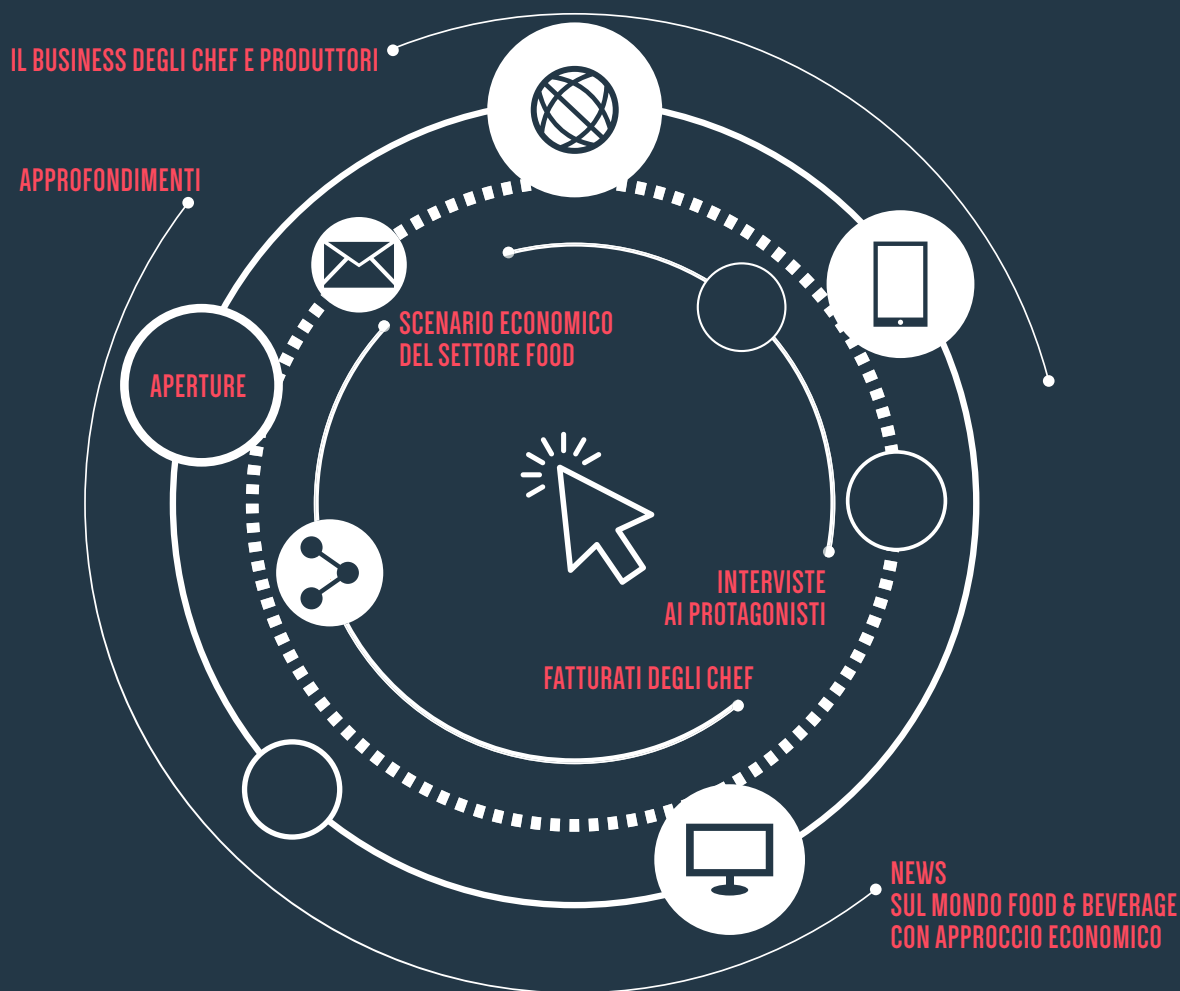 IL BUSINESS DEGLI CHEF E PRODUTTORI
APPROFONDIMENTI
SCENARIO ECONOMICO
DEL SETTORE FOOD
APERTURE
INTERVISTE
AI PROTAGONISTI
FATTURATI DEGLI CHEF
NEWS
SUL MONDO FOOD & BEVERAGE
CON APPROCCIO ECONOMICO